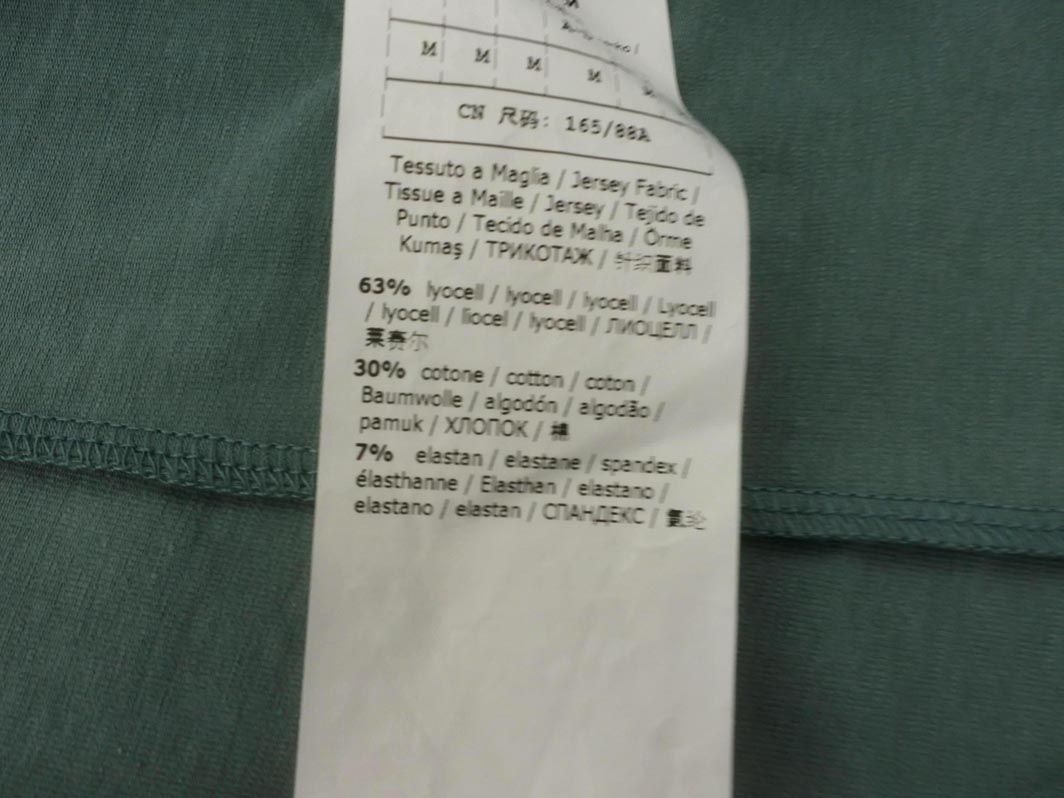 M M M M M
CN 尺码: 165/88A
Tessuto a Maglia / Jersey Fabric /
Tissue a Maille / Jersey / Tejido de
Punto / Tecido de Malha / Örme
Kumaş / ТРИКОТАЖ / 针织面料
63% lyocell / lyocell / lyocell / Lyocell
/ lyocell / liocel / lyocell / ЛИОЦЕЛЛ /
莱赛尔
30% cotone / cotton / coton /
Baumwolle / algodón / algodão /
pamuk / ХЛОПОК / 棉
7% elastan / elastane / spandex /
élasthanne / Elasthan / elastano /
elastano / elastan / СПАНДЕКС / 氨纶